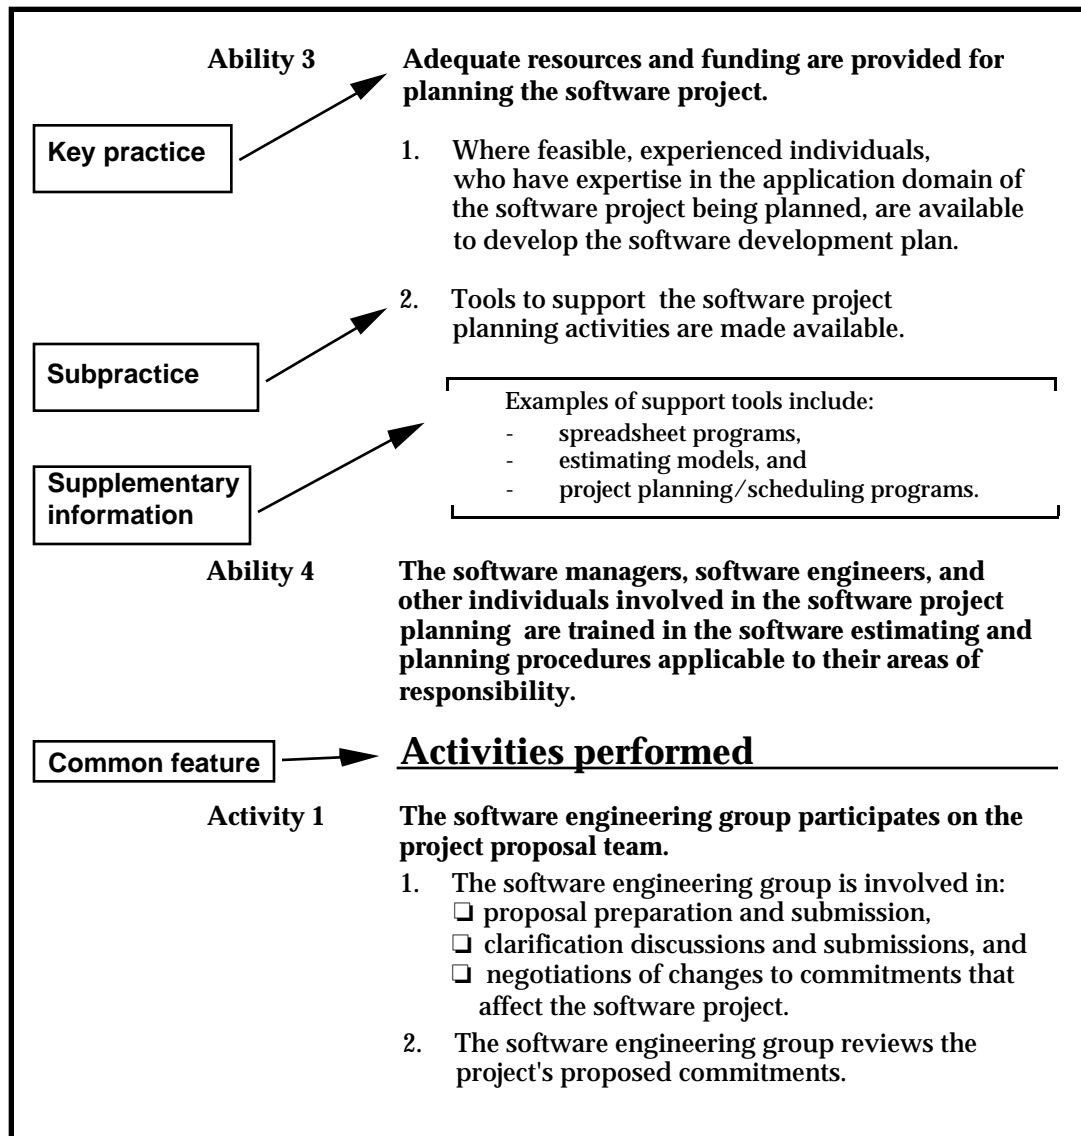 Ability 3
Adequate resources and funding are provided for
planning the software project.
Key practice
1. Where feasible, experienced individuals,
who have expertise in the application domain of
the software project being planned, are available
to develop the software development plan.
2. Tools to support the software project
planning activities are made available.
Subpractice
Examples of support tools include:
- spreadsheet programs,
- estimating models, and
- project planning/scheduling programs.
Supplementary
information
Ability 4
The software managers, software engineers, and
other individuals involved in the software project
planning are trained in the software estimating and
planning procedures applicable to their areas of
responsibility.
Common feature
Activities performed
Activity 1
The software engineering group participates on the
project proposal team.
1. The software engineering group is involved in:
❏ proposal preparation and submission,
❏ clarification discussions and submissions, and
❏ negotiations of changes to commitments that
affect the software project.
2. The software engineering group reviews the
project's proposed commitments.